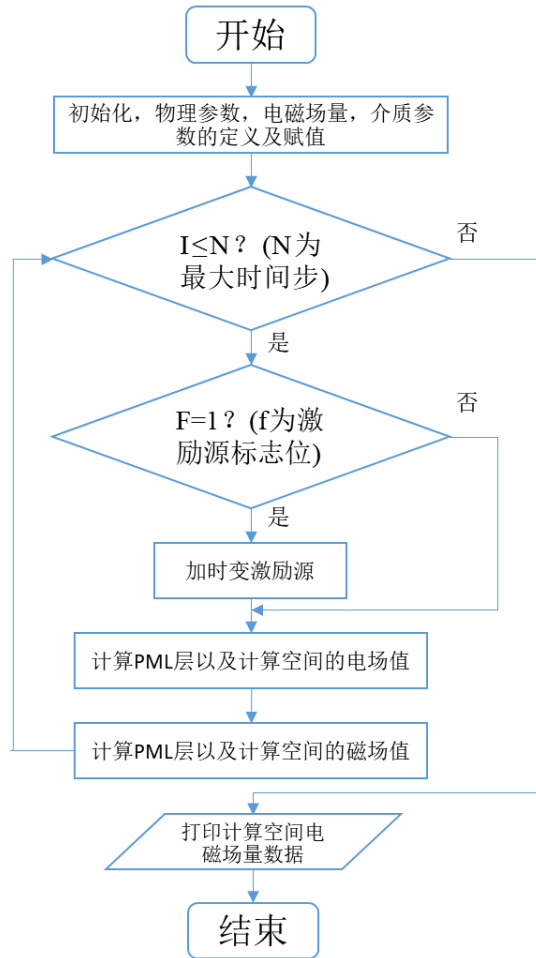 开始
初始化，物理参数，电磁场量，介质参
数的定义及赋值
I≤N？(N为
最大时间步)
否
是
F=1？(f为激
励源标志位)
否
是
加时变激励源
计算PML层以及计算空间的电场值
计算PML层以及计算空间的磁场值
打印计算空间电
磁场量数据
结束